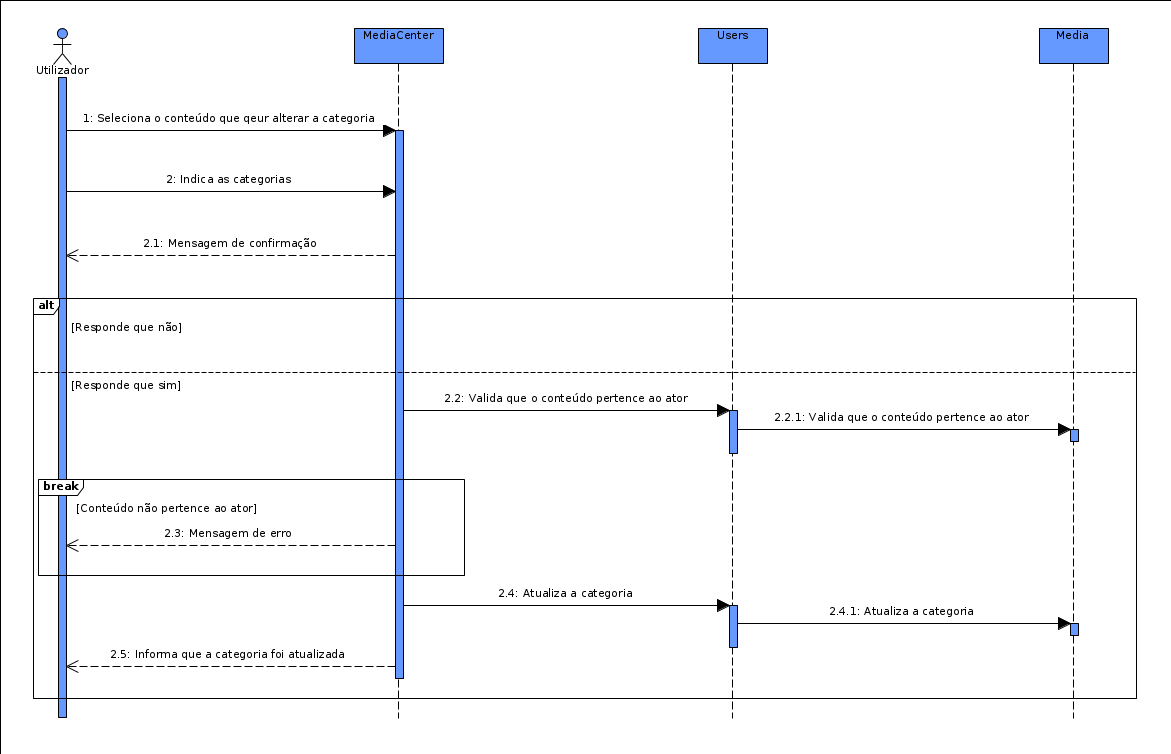 Utilizador
MediaCenter
Users
Media
1: Seleciona o conteúdo que qeur alterar a categoria
2: Indica as categorias
2.1: Mensagem de confirmação
alt
[Responde que não]
[Responde que sim]
2.2: Valida que o conteúdo pertence ao ator
2.2.1: Valida que o conteúdo pertence ao ator
break
[Conteúdo não pertence ao ator]
2.3: Mensagem de erro
2.4: Atualiza a categoria
2.4.1: Atualiza a categoria
2.5: Informa que a categoria foi atualizada